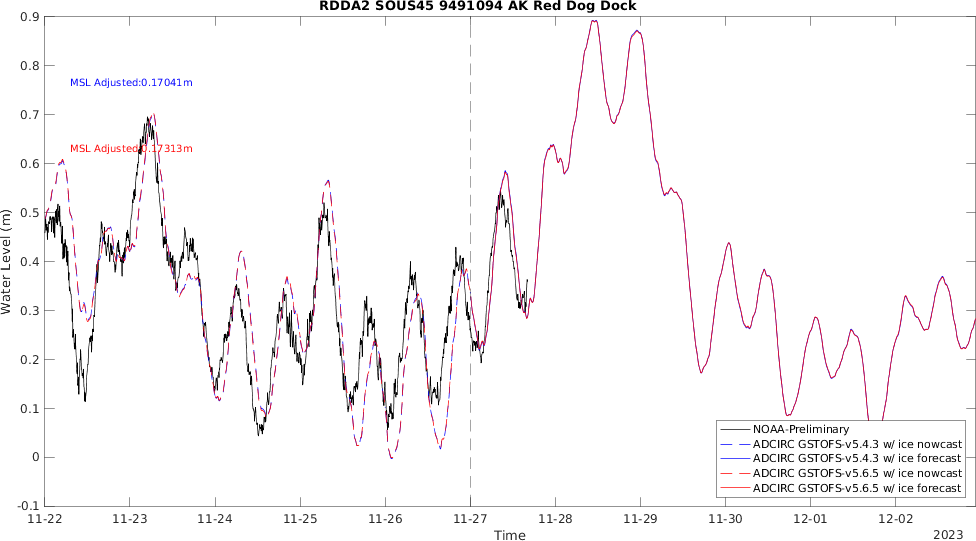 RDDA2 SOUS45 9491094 AK Red Dog Dock
0.9
0.8
0.7
0.6
0.5
0.4
0.3
0.2
0.1
0
-0.1
Water Level (m)
MSL Adjusted:0.17041m
MSL Adjusted:0.17313m
NOAA-Preliminary
ADCIRC GSTOFS-v5.4.3 w/ ice nowcast
ADCIRC GSTOFS-v5.4.3 w/ ice forecast
ADCIRC GSTOFS-v5.6.5 w/ ice nowcast
ADCIRC GSTOFS-v5.6.5 w/ ice forecast
11-22 11-23 11-24 11-25 11-26 11-27 11-28 11-29 11-30 12-01 12-02
Time
2023